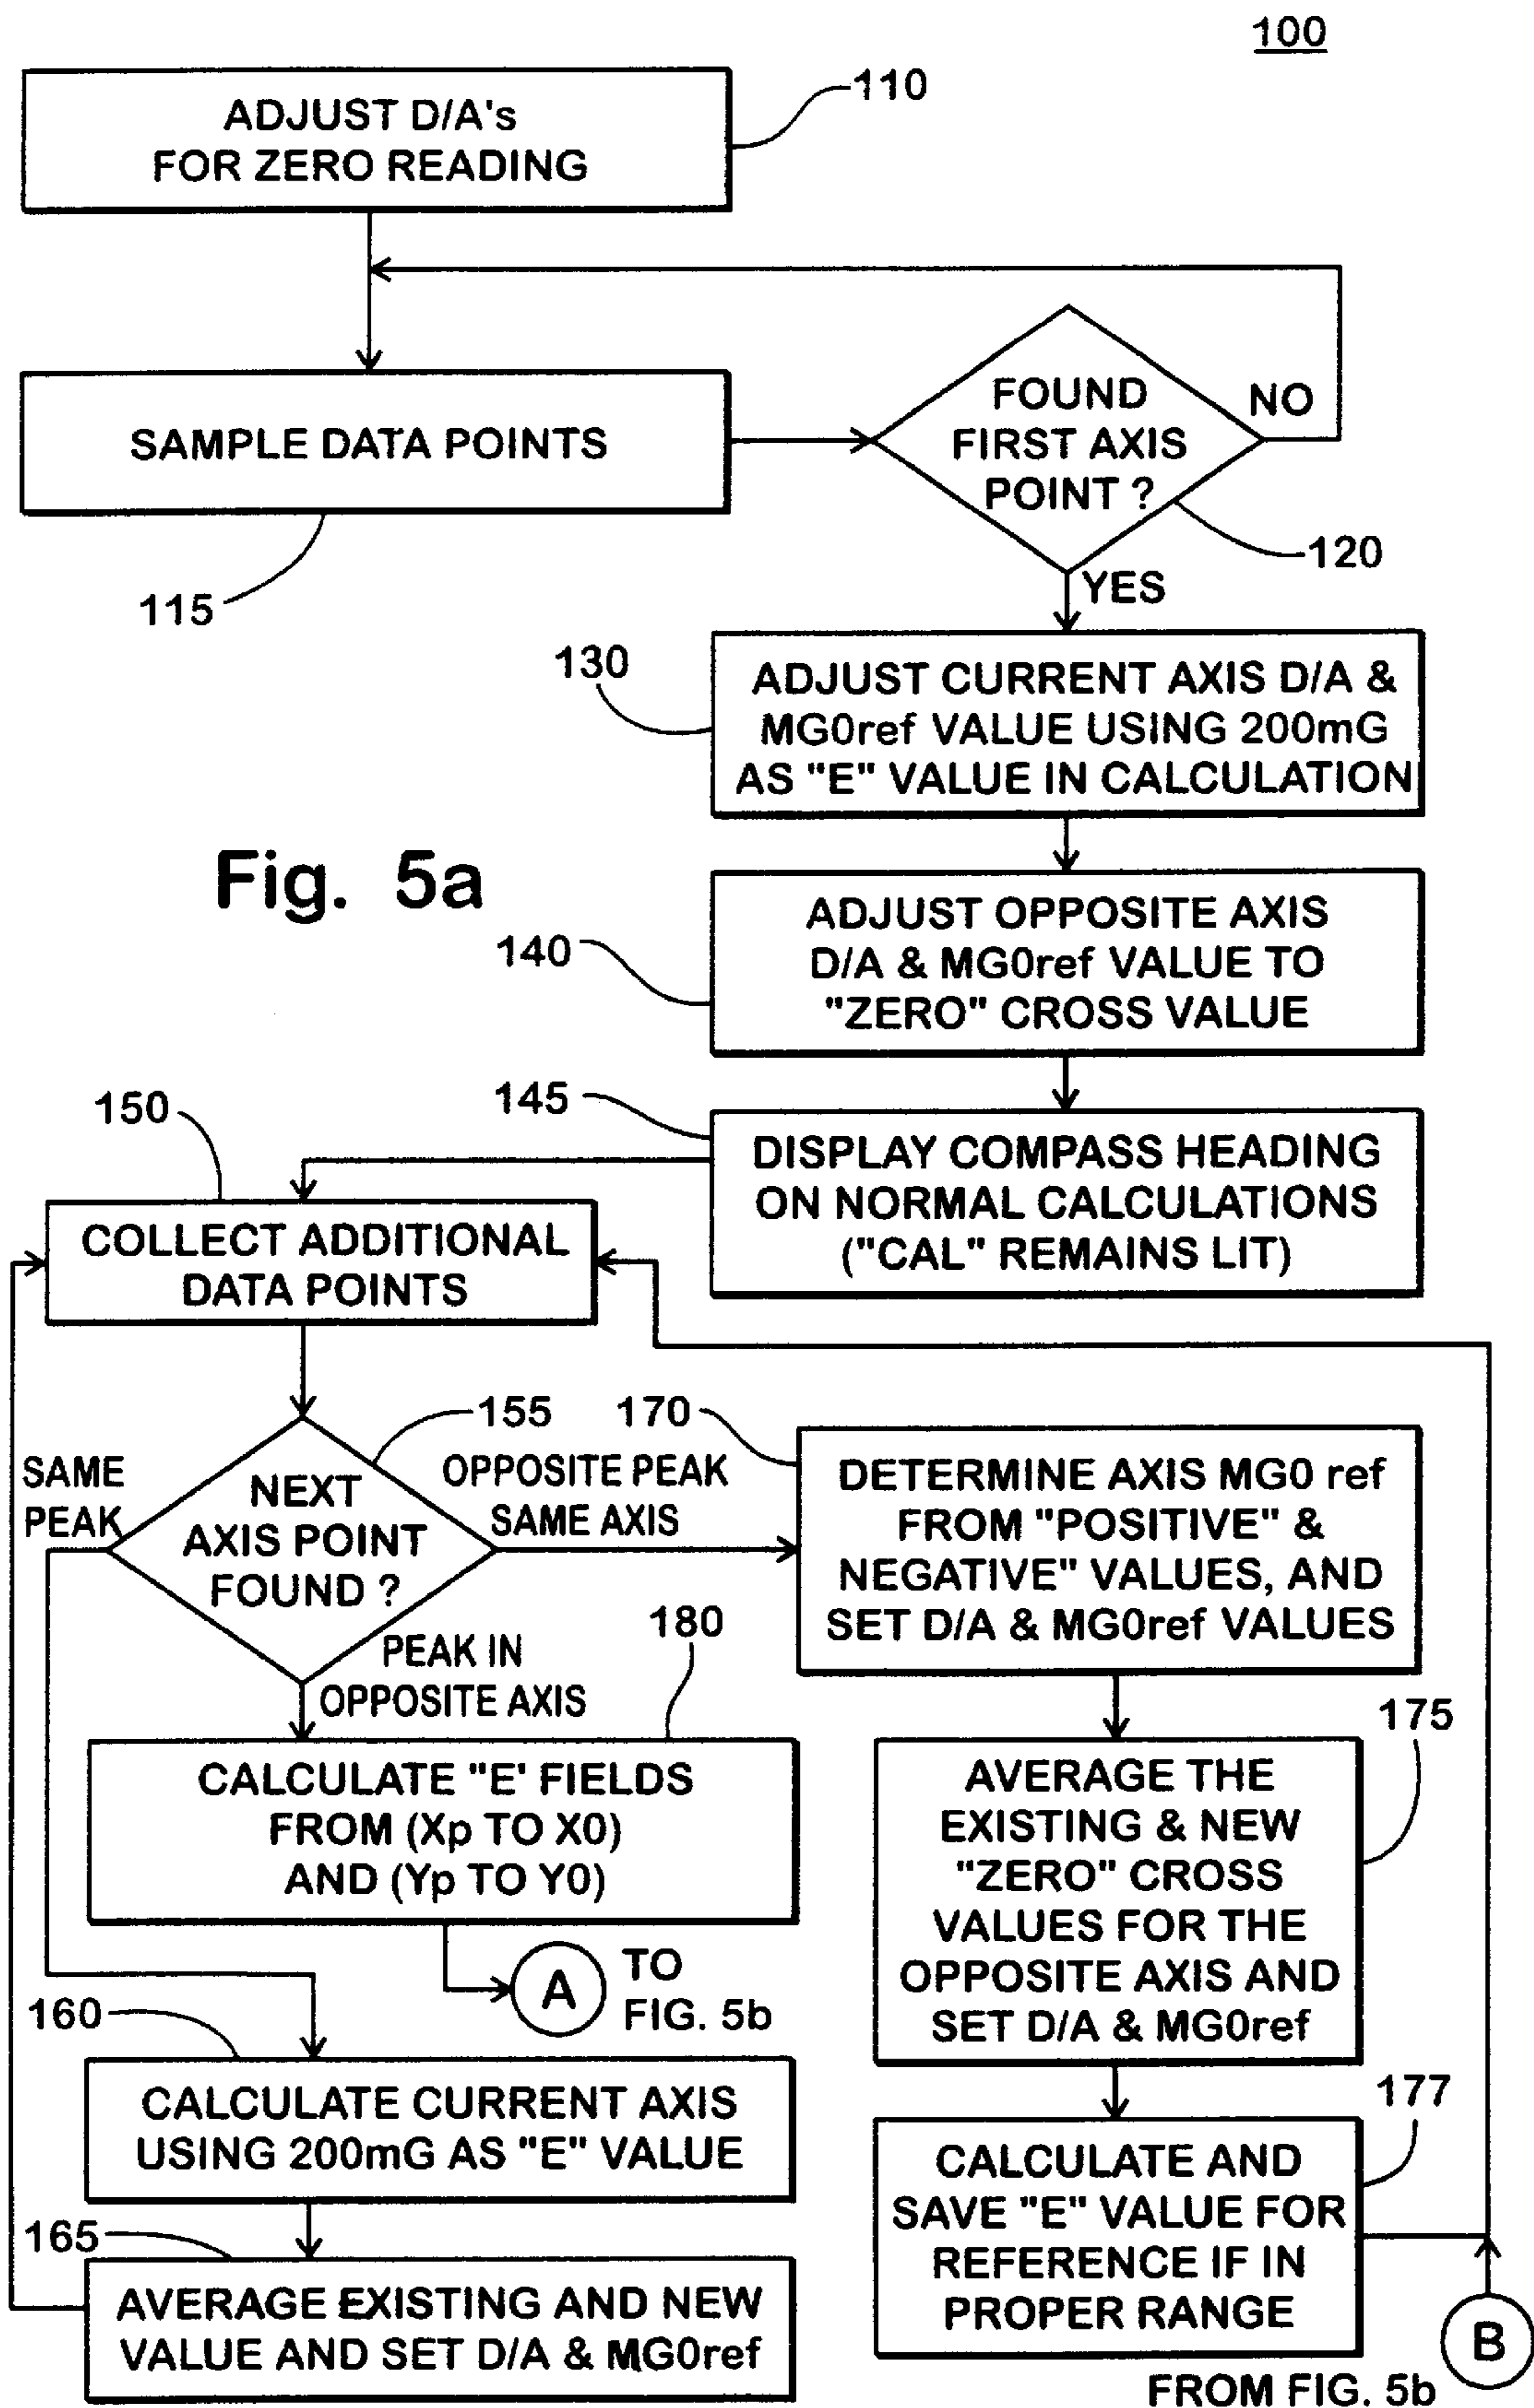 100
ADJUST D/A's
FOR ZERO READING
110
SAMPLE DATA POINTS
115
FOUND
FIRST AXIS
POINT ?
NO
120
YES
130
ADJUST CURRENT AXIS D/A &
MG0ref VALUE USING 200mG
AS "E" VALUE IN CALCULATION
Fig. 5a
140
ADJUST OPPOSITE AXIS
D/A & MG0ref VALUE TO
"ZERO" CROSS VALUE
145
DISPLAY COMPASS HEADING
ON NORMAL CALCULATIONS
("CAL" REMAINS LIT)
150
COLLECT ADDITIONAL
DATA POINTS
155
NEXT
AXIS POINT
FOUND ?
SAME
PEAK
OPPOSITE PEAK
SAME AXIS
PEAK IN
OPPOSITE AXIS
170
DETERMINE AXIS MG0 ref
FROM "POSITIVE" &
NEGATIVE" VALUES, AND
SET D/A & MG0ref VALUES
180
CALCULATE "E' FIELDS
FROM (Xp TO X0)
AND (Yp TO Y0)
A
TO
FIG. 5b
175
AVERAGE THE
EXISTING & NEW
"ZERO" CROSS
VALUES FOR THE
OPPOSITE AXIS AND
SET D/A & MG0ref
160
CALCULATE CURRENT AXIS
USING 200mG AS "E" VALUE
165
AVERAGE EXISTING AND NEW
VALUE AND SET D/A & MG0ref
177
CALCULATE AND
SAVE "E" VALUE FOR
REFERENCE IF IN
PROPER RANGE
B
FROM FIG. 5b